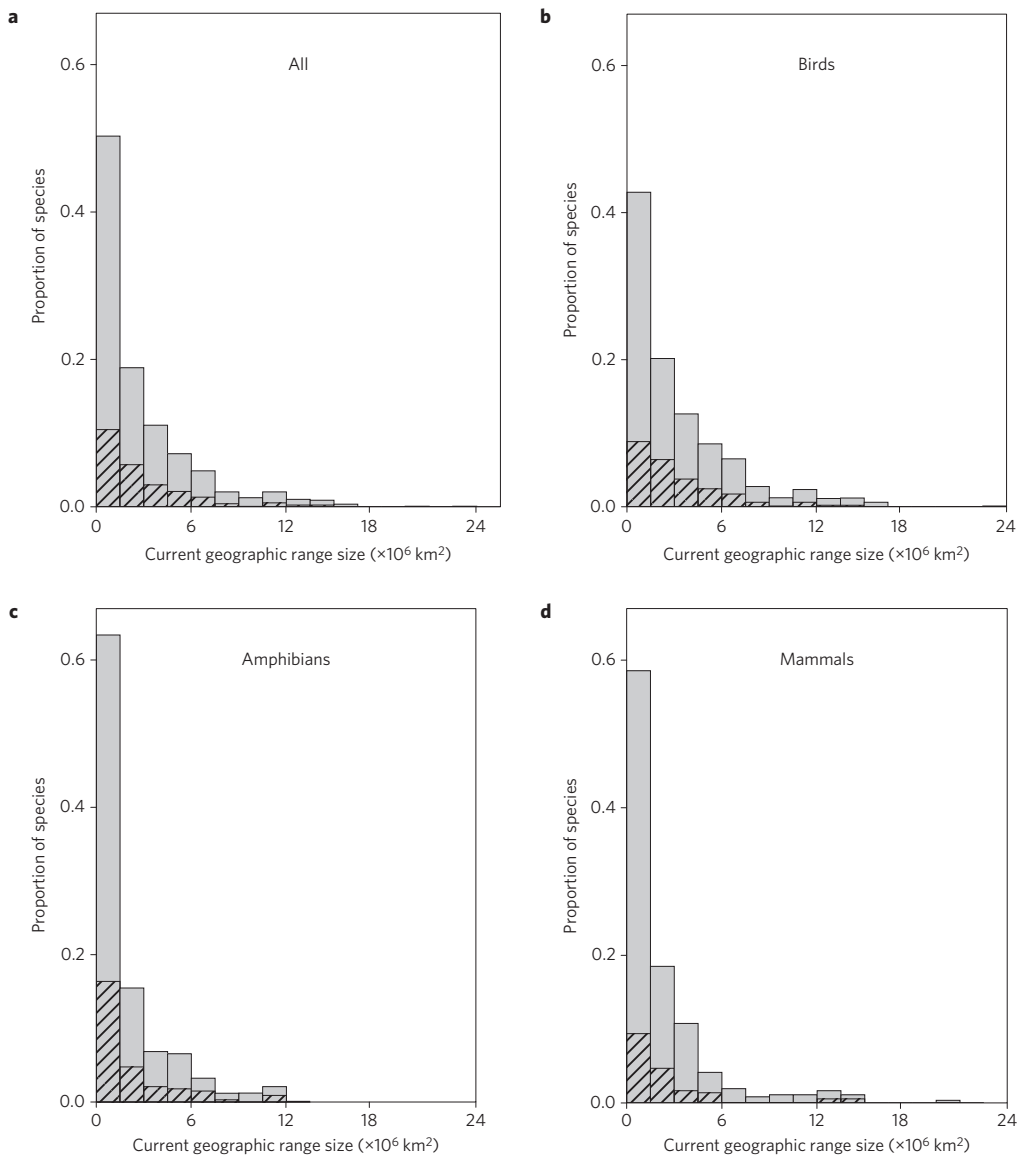 a
All
0.6
0.4
0.2
0.0
Proportion of species
0 6 12 18 24
Current geographic range size (×10⁶ km²)
b
Birds
0.6
0.4
0.2
0.0
Proportion of species
0 6 12 18 24
Current geographic range size (×10⁶ km²)
c
Amphibians
0.6
0.4
0.2
0.0
Proportion of species
0 6 12 18 24
Current geographic range size (×10⁶ km²)
d
Mammals
0.6
0.4
0.2
0.0
Proportion of species
0 6 12 18 24
Current geographic range size (×10⁶ km²)